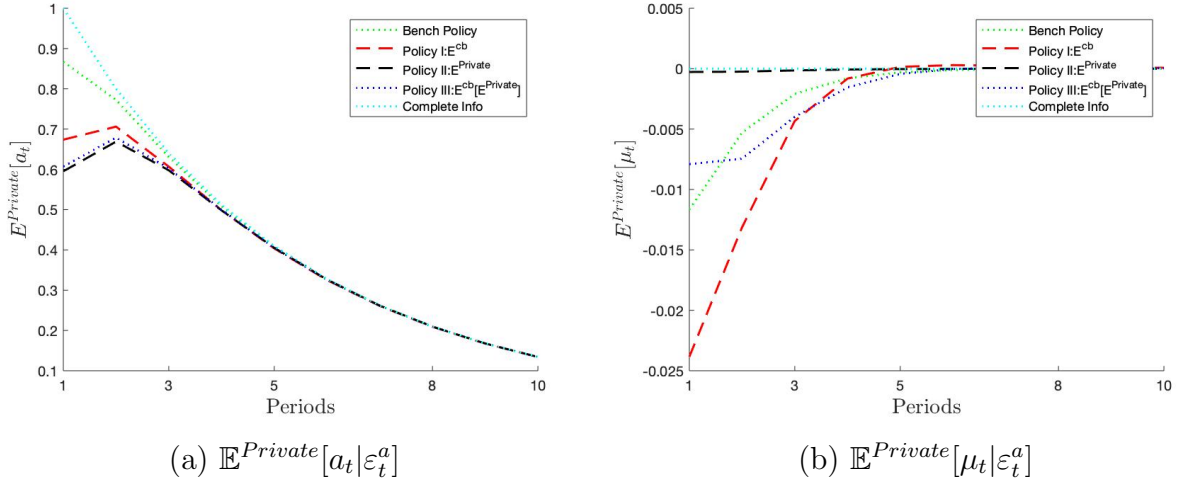 1
0.9
0.8
0.7
0.6
0.5
0.4
0.3
0.2
0.1
E^{Private}[a_t]
1 3 5 8 10
Periods
Bench Policy
Policy I:E^{cb}
Policy II:E^{Private}
Policy III:E^{cb}[E^{Private}]
Complete Info
(a) 𝔼^{Private}[a_t|ε_t^a]
0.005
0
-0.005
-0.01
-0.015
-0.02
-0.025
E^{Private}[μ_t]
1 3 5 8 10
Periods
Bench Policy
Policy I:E^{cb}
Policy II:E^{Private}
Policy III:E^{cb}[E^{Private}]
Complete Info
(b) 𝔼^{Private}[μ_t|ε_t^a]